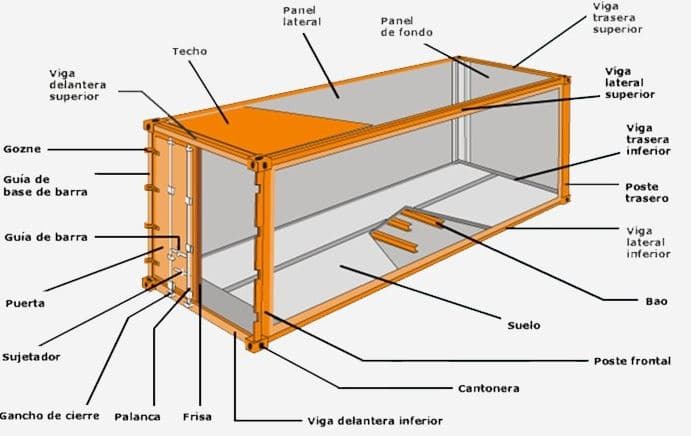 Viga
trasera
superior
Panel
lateral
Panel
de fondo
Techo
Viga
delantera
superior
Viga
lateral
superior
Viga
trasera
inferior
Gozne
Guía de
base de barra
Poste
trasero
Guía de barra
Viga
lateral
inferior
Puerta
Bao
Suelo
Sujetador
Poste frontal
Cantonera
Gancho de cierre
Palanca
Frisa
Viga delantera inferior